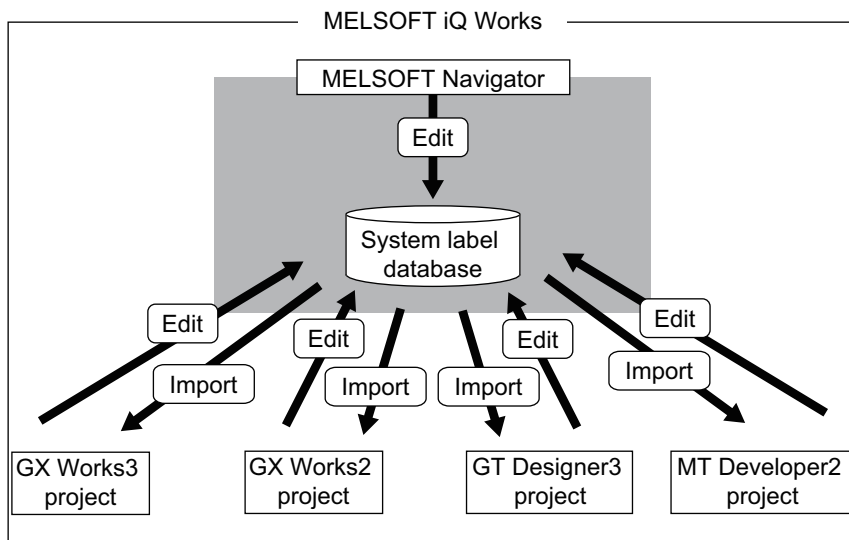 MELSOFT iQ Works
MELSOFT Navigator
Edit
System label
database
Edit
Import
Edit
Import
Import
Edit
Import
Edit
GX Works3
project
GX Works2
project
GT Designer3
project
MT Developer2
project